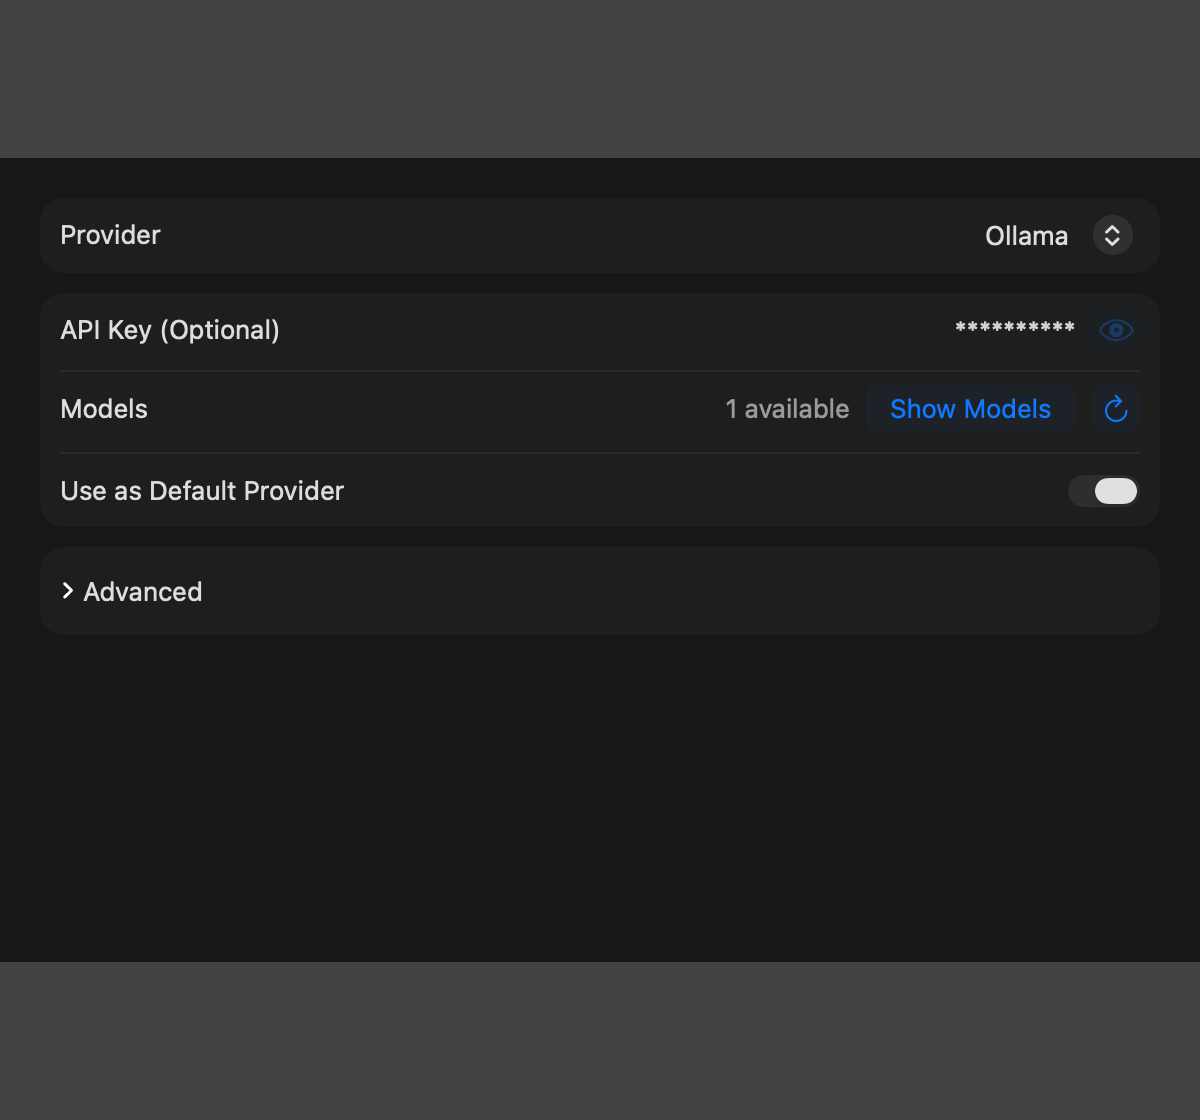 Provider Ollama
API Key (Optional) **********
Models 1 available Show Models
Use as Default Provider
Advanced